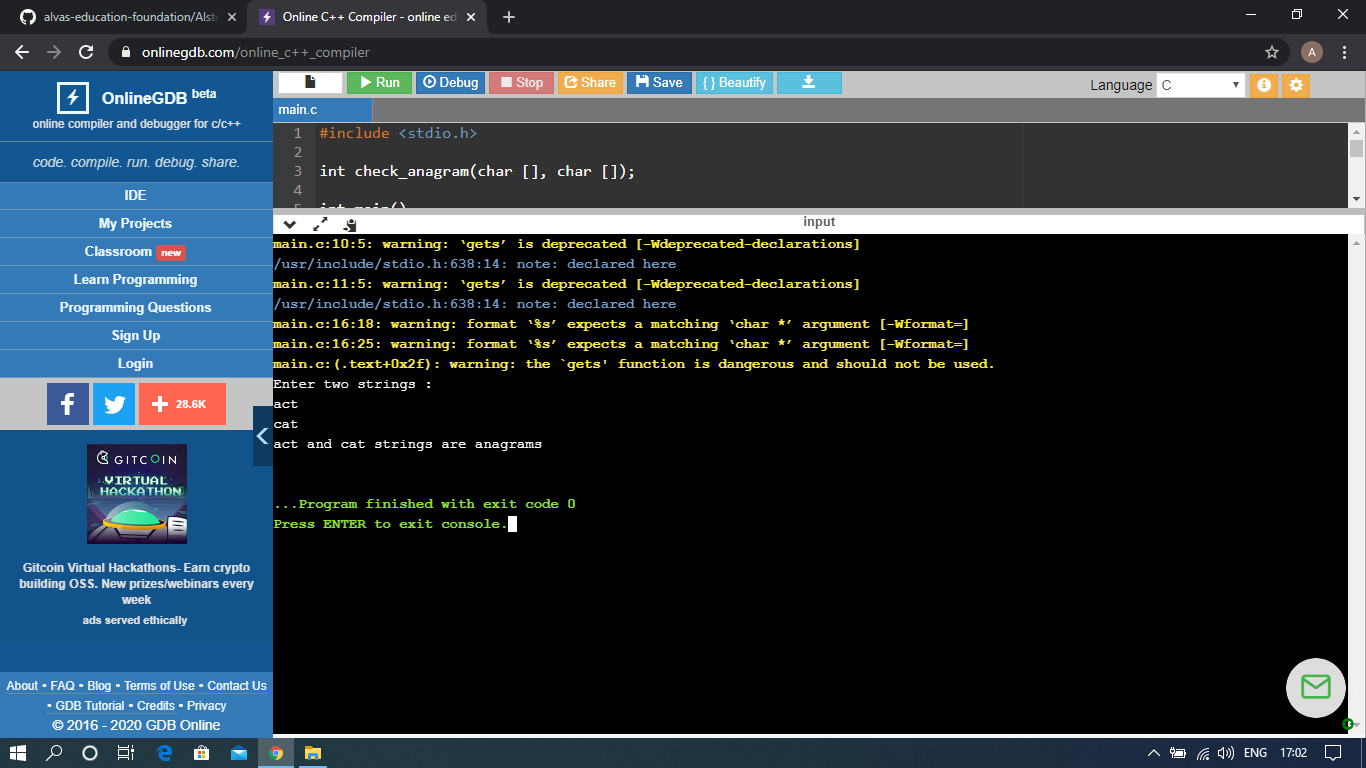 alvas-education-foundation/Alste
Online C++ Compiler - online ed
onlinegdb.com/online_c++_compiler
A
OnlineGDB beta
online compiler and debugger for c/c++
code. compile. run. debug. share.
IDE
My Projects
Classroom new
Learn Programming
Programming Questions
Sign Up
Login
28.6K
GITCOIN
VIRTUAL
HACKATHON
Gitcoin Virtual Hackathons- Earn crypto
building OSS. New prizes/webinars every
week
ads served ethically
About • FAQ • Blog • Terms of Use • Contact Us
• GDB Tutorial • Credits • Privacy
© 2016 - 2020 GDB Online
Run Debug Stop Share Save { } Beautify
Language C
main.c
1 #include <stdio.h>
2
3 int check_anagram(char [], char []);
4
5 int main()
input
main.c:10:5: warning: ‘gets’ is deprecated [-Wdeprecated-declarations]
/usr/include/stdio.h:638:14: note: declared here
main.c:11:5: warning: ‘gets’ is deprecated [-Wdeprecated-declarations]
/usr/include/stdio.h:638:14: note: declared here
main.c:16:18: warning: format ‘%s’ expects a matching ‘char *’ argument [-Wformat=]
main.c:16:25: warning: format ‘%s’ expects a matching ‘char *’ argument [-Wformat=]
main.c:(.text+0x2f): warning: the `gets' function is dangerous and should not be used.
Enter two strings :
act
cat
act and cat strings are anagrams
...Program finished with exit code 0
Press ENTER to exit console.
ENG 17:02